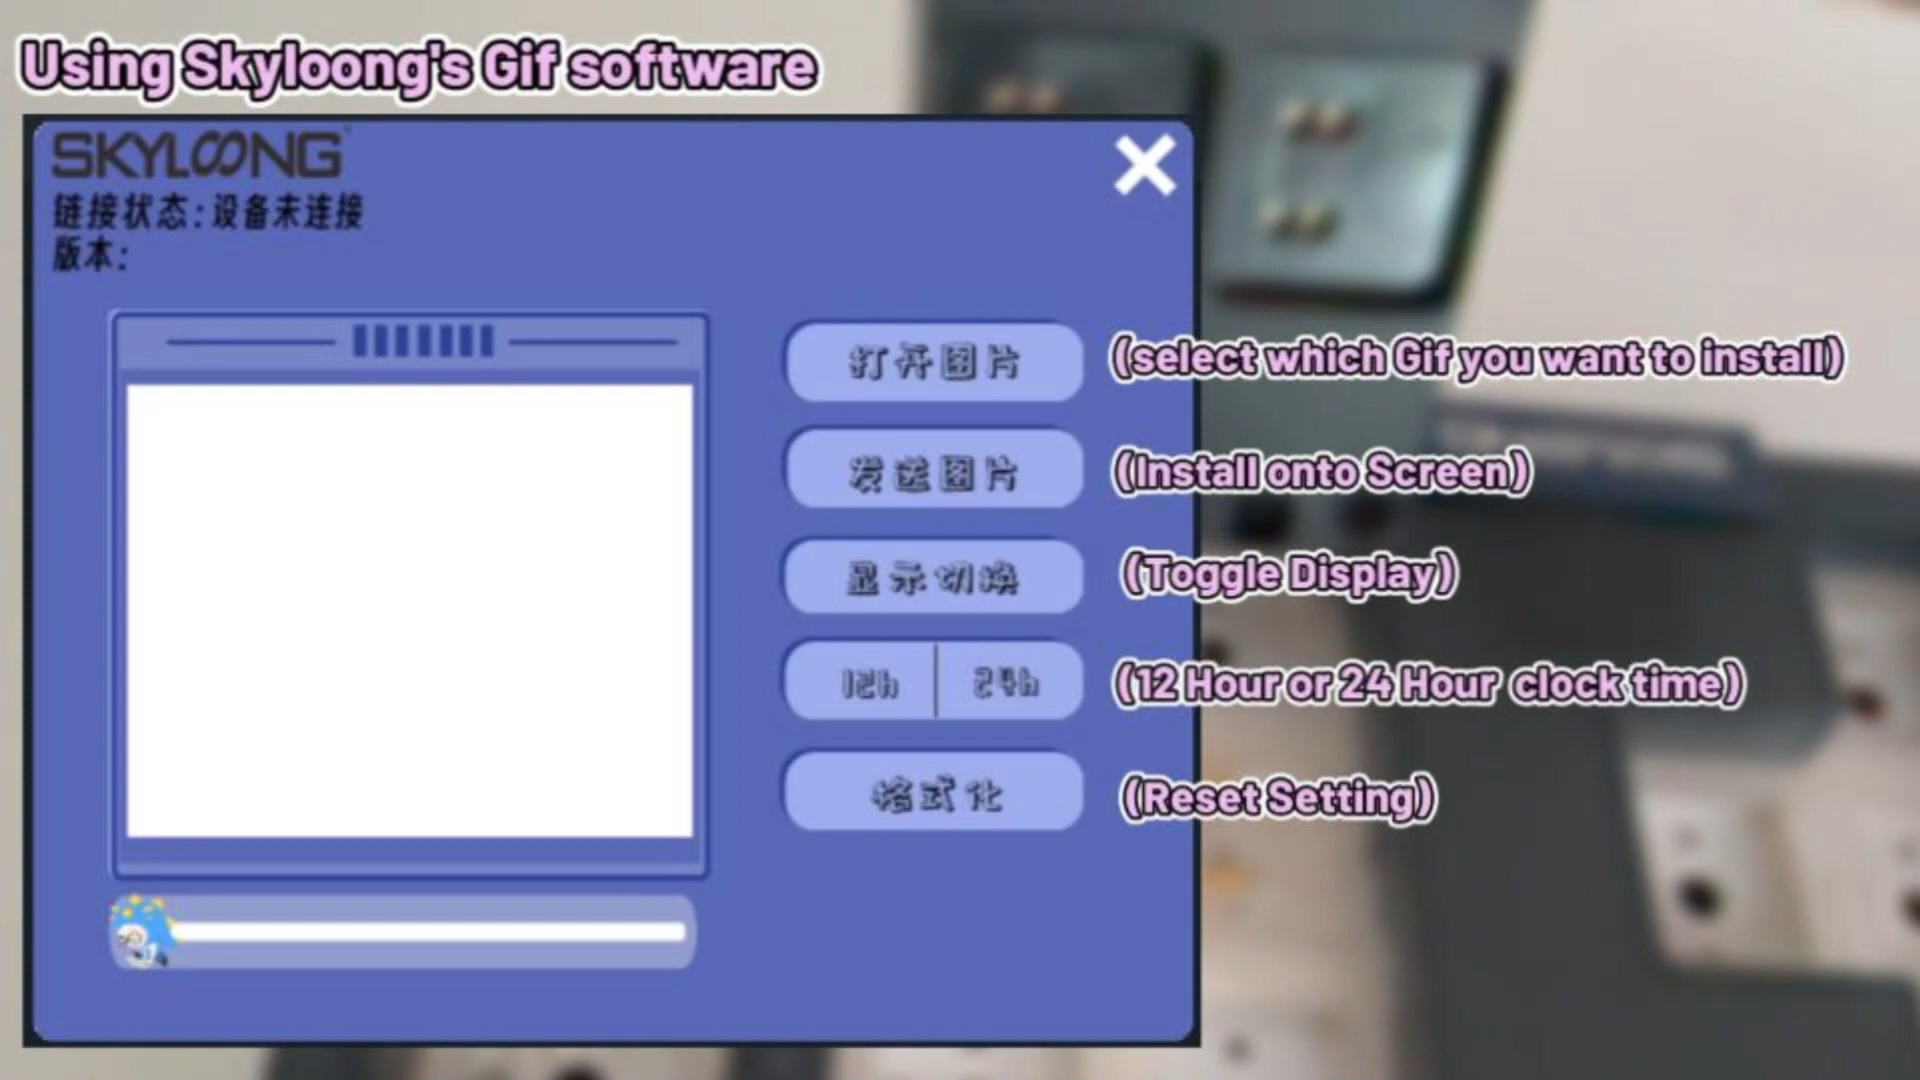 Using Skyloong's Gif software
SKYLOONG
链接状态:设备未连接
版本:
打开图片
(select which Gif you want to install)
发送图片
(Install onto Screen)
显示切换
(Toggle Display)
12h 24h
(12 Hour or 24 Hour clock time)
格式化
(Reset Setting)